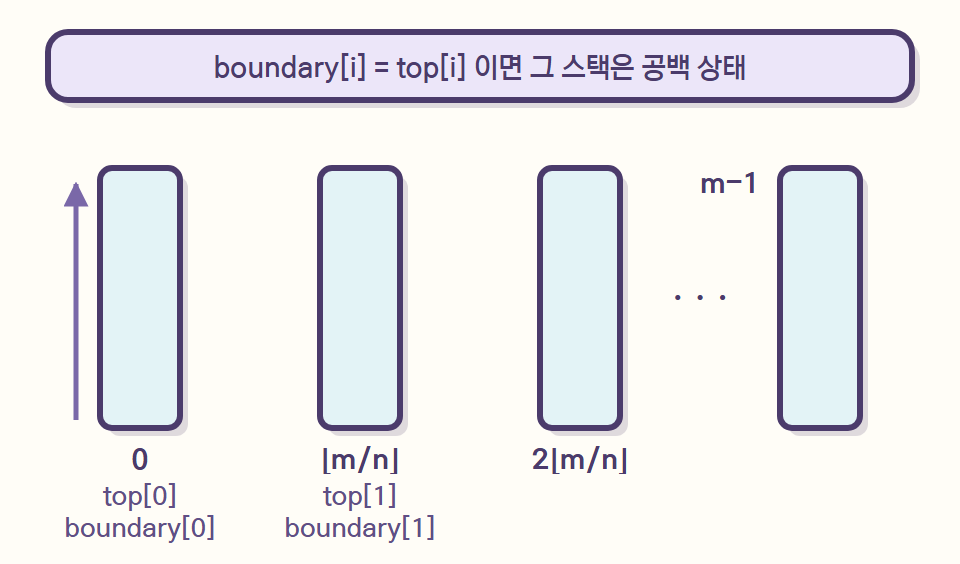 boundary[i] = top[i] 이면 그 스택은 공백 상태
m−1
. . .
0
⌊m/n⌋
2⌊m/n⌋
top[0]
top[1]
boundary[0]
boundary[1]